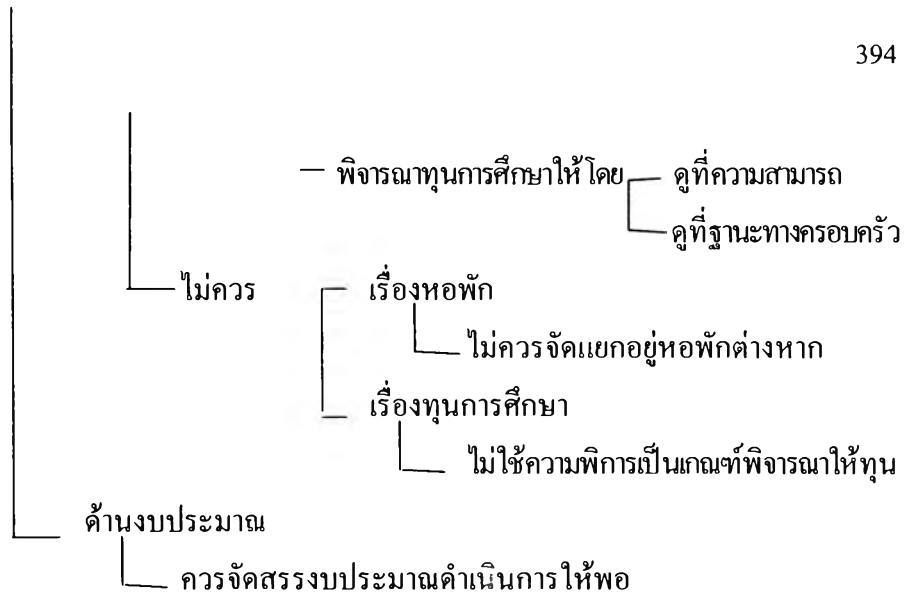 394
— พิจารณาทุนการศึกษาให้โดย ดูที่ความสามารถ
ดูที่ฐานะทางครอบครัว
ไม่ควร เรื่องหอพัก
ไม่ควรจัดแยกอยู่หอพักต่างหาก
เรื่องทุนการศึกษา
ไม่ใช้ความพิการเป็นเกณฑ์พิจารณาให้ทุน
ด้านงบประมาณ
ควรจัดสรรงบประมาณดำเนินการให้พอ